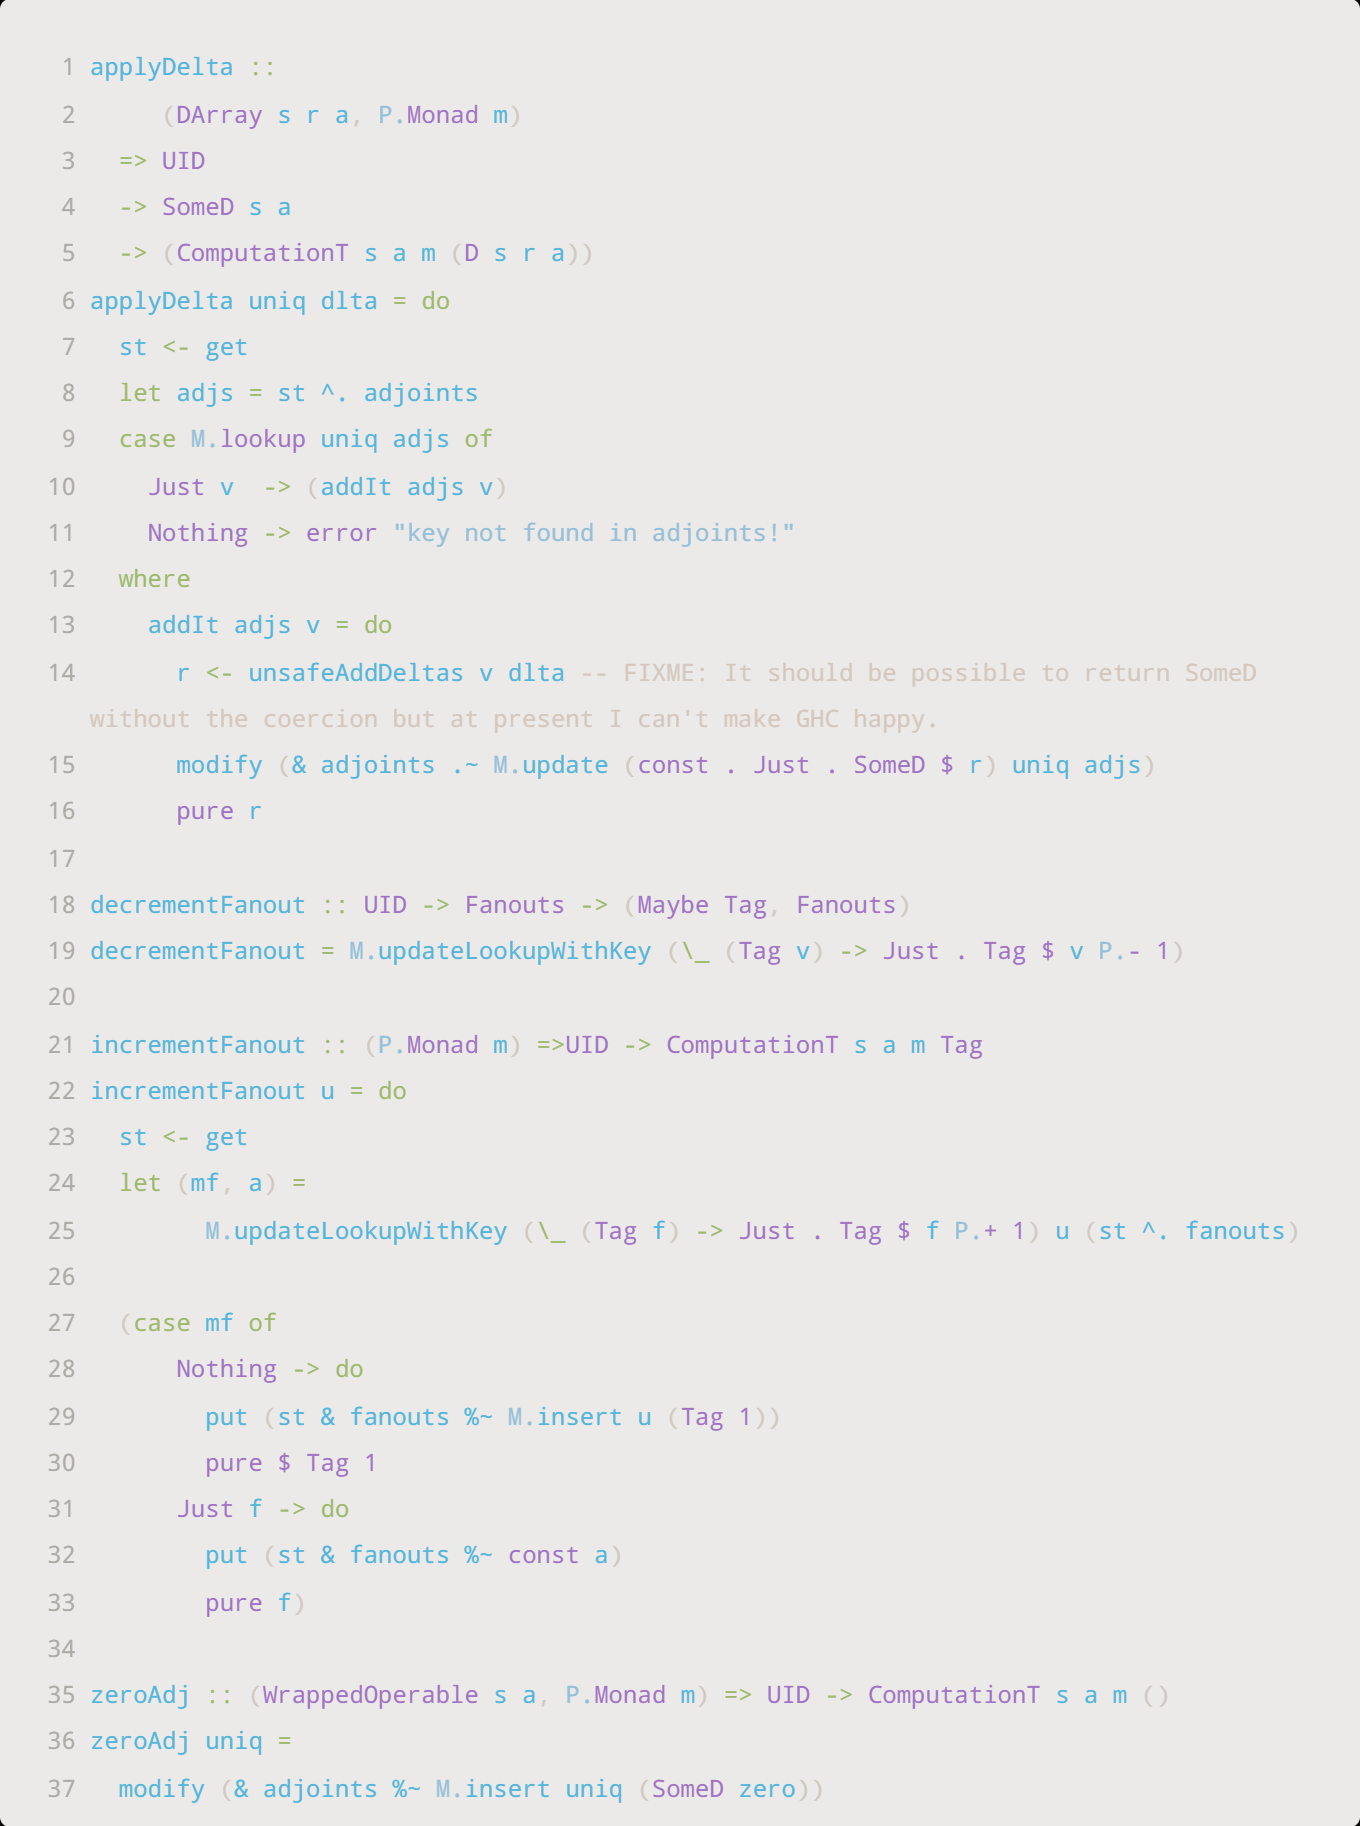 1 applyDelta ::
2      (DArray s r a, P.Monad m)
3   => UID
4   -> SomeD s a
5   -> (ComputationT s a m (D s r a))
6 applyDelta uniq dlta = do
7   st <- get
8   let adjs = st ^. adjoints
9   case M.lookup uniq adjs of
10     Just v  -> (addIt adjs v)
11     Nothing -> error "key not found in adjoints!"
12   where
13     addIt adjs v = do
14       r <- unsafeAddDeltas v dlta -- FIXME: It should be possible to return SomeD
without the coercion but at present I can't make GHC happy.
15       modify (& adjoints .~ M.update (const . Just . SomeD $ r) uniq adjs)
16       pure r
17
18 decrementFanout :: UID -> Fanouts -> (Maybe Tag, Fanouts)
19 decrementFanout = M.updateLookupWithKey (\_ (Tag v) -> Just . Tag $ v P.- 1)
20
21 incrementFanout :: (P.Monad m) =>UID -> ComputationT s a m Tag
22 incrementFanout u = do
23   st <- get
24   let (mf, a) =
25         M.updateLookupWithKey (\_ (Tag f) -> Just . Tag $ f P.+ 1) u (st ^. fanouts)
26
27   (case mf of
28       Nothing -> do
29         put (st & fanouts %~ M.insert u (Tag 1))
30         pure $ Tag 1
31       Just f -> do
32         put (st & fanouts %~ const a)
33         pure f)
34
35 zeroAdj :: (WrappedOperable s a, P.Monad m) => UID -> ComputationT s a m ()
36 zeroAdj uniq =
37   modify (& adjoints %~ M.insert uniq (SomeD zero))